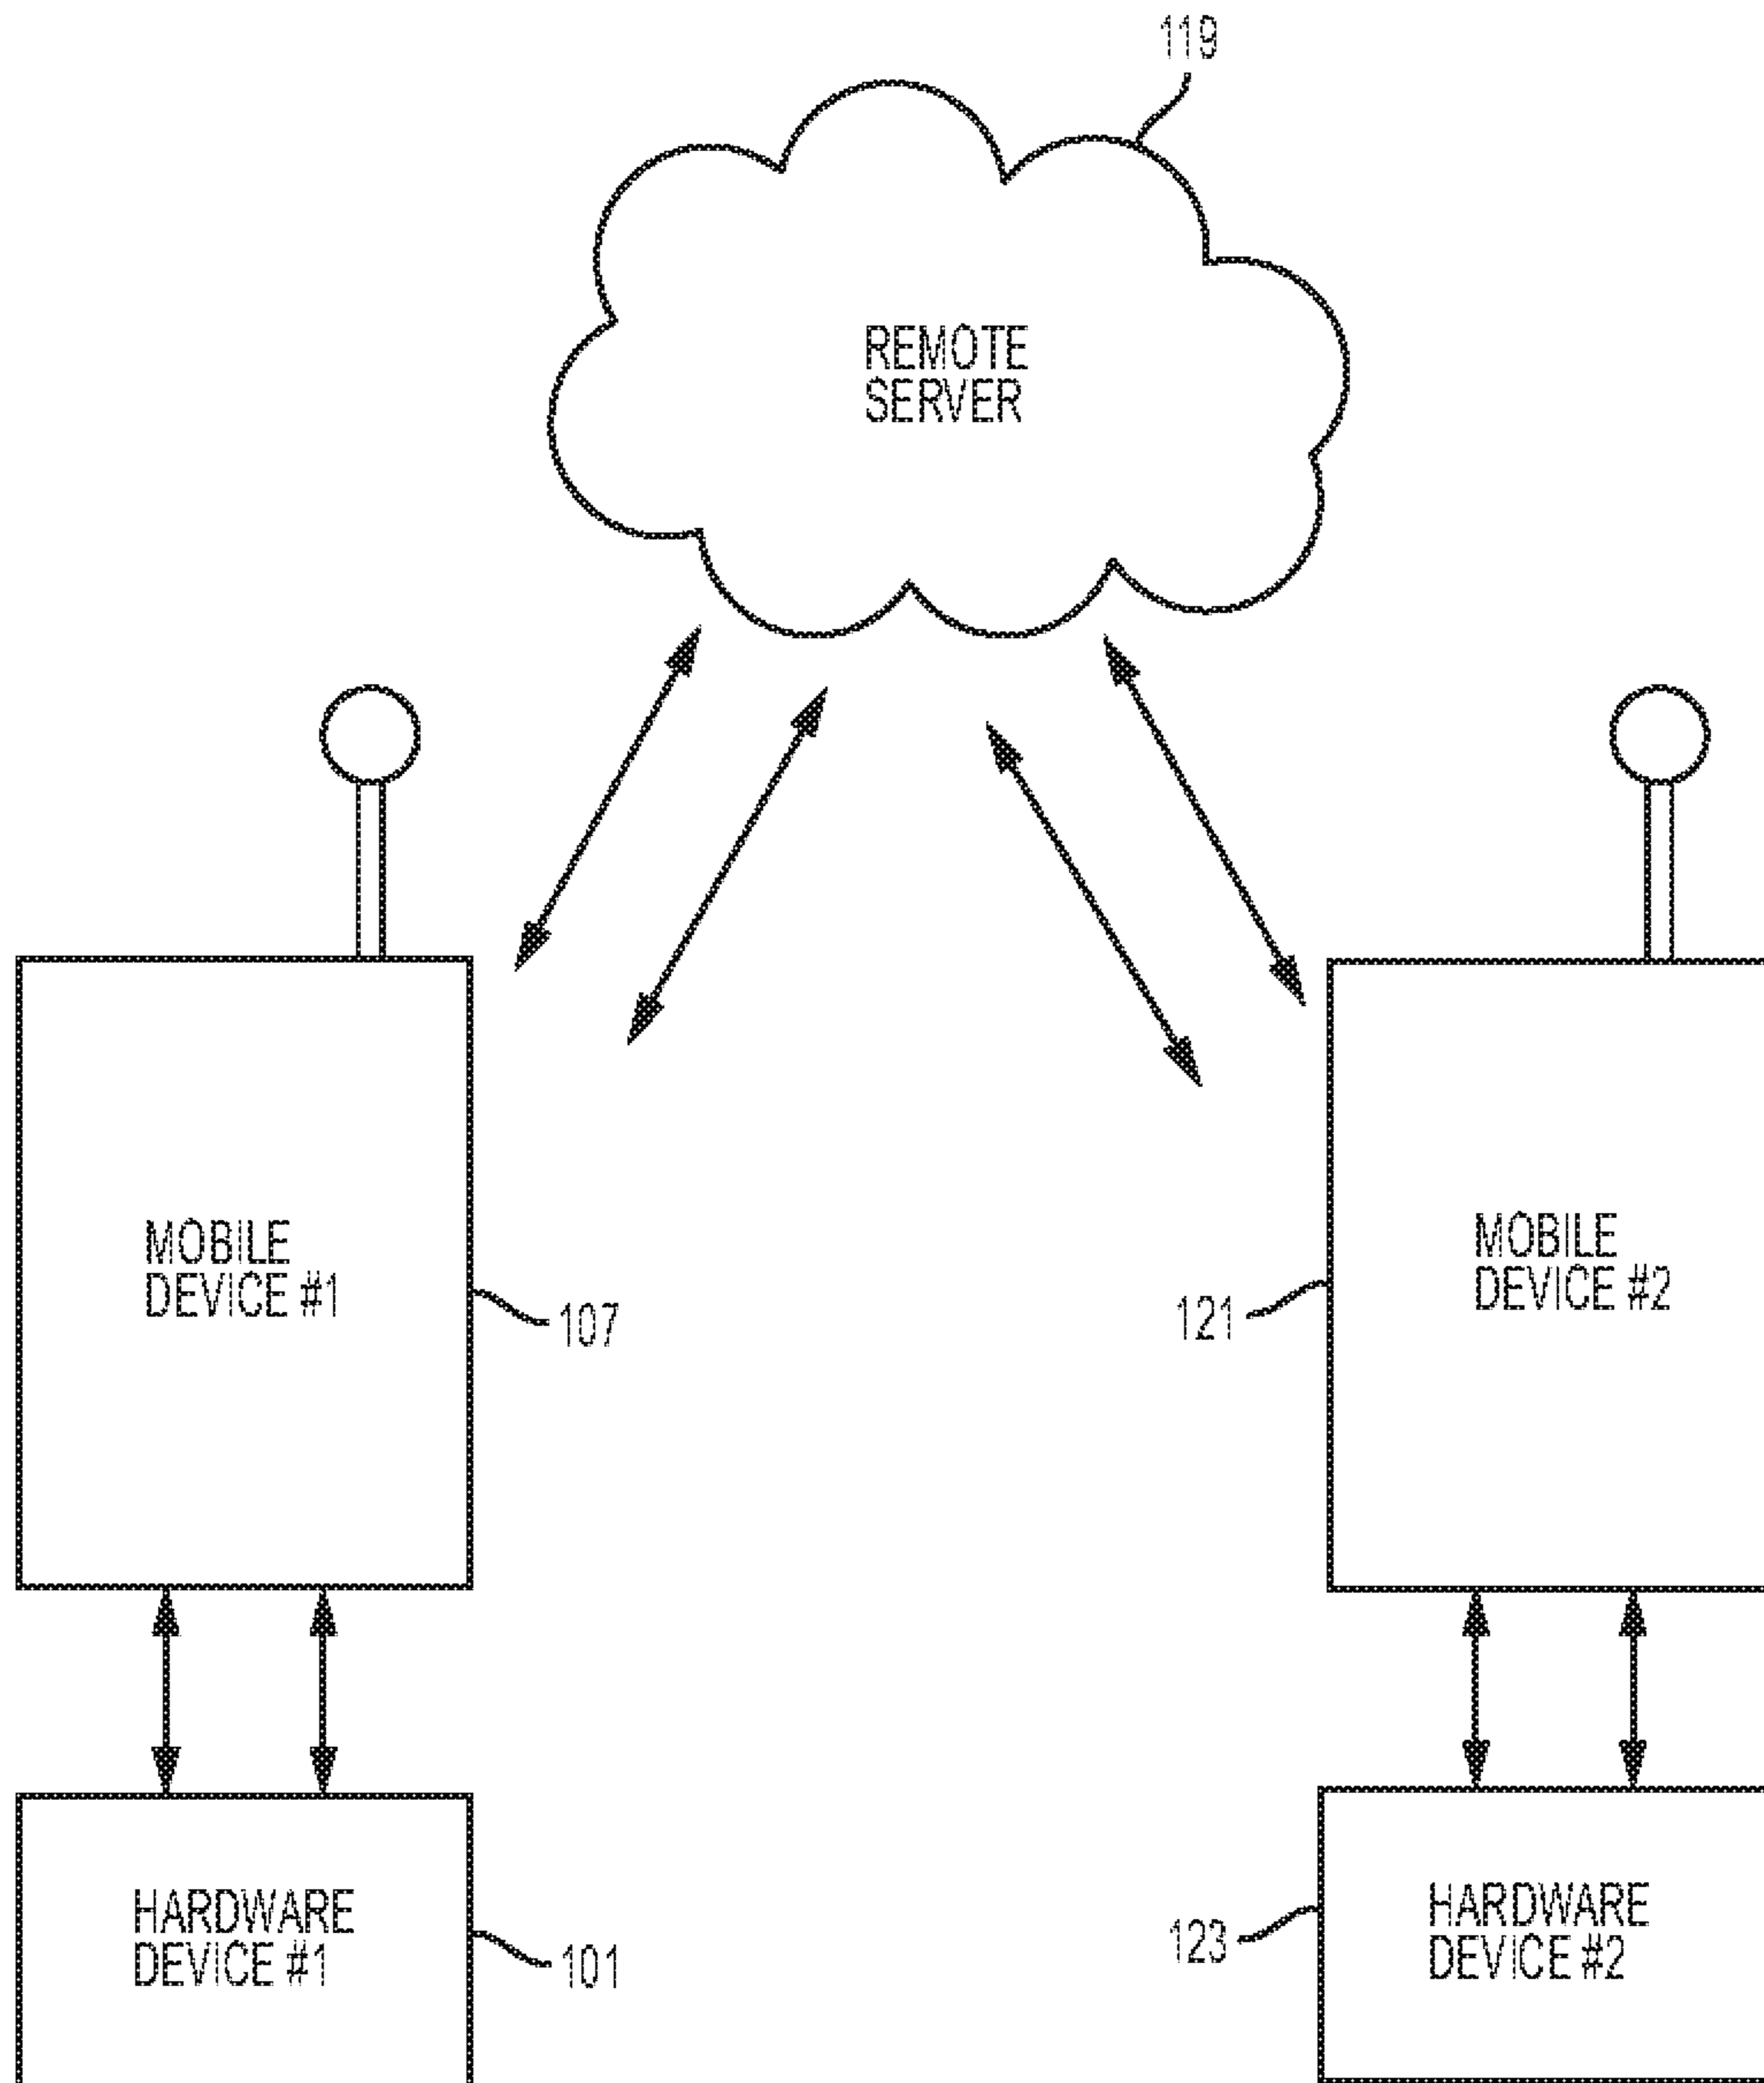 119
REMOTE
SERVER
MOBILE
DEVICE #1
107
121
MOBILE
DEVICE #2
HARDWARE
DEVICE #1
101
123
HARDWARE
DEVICE #2